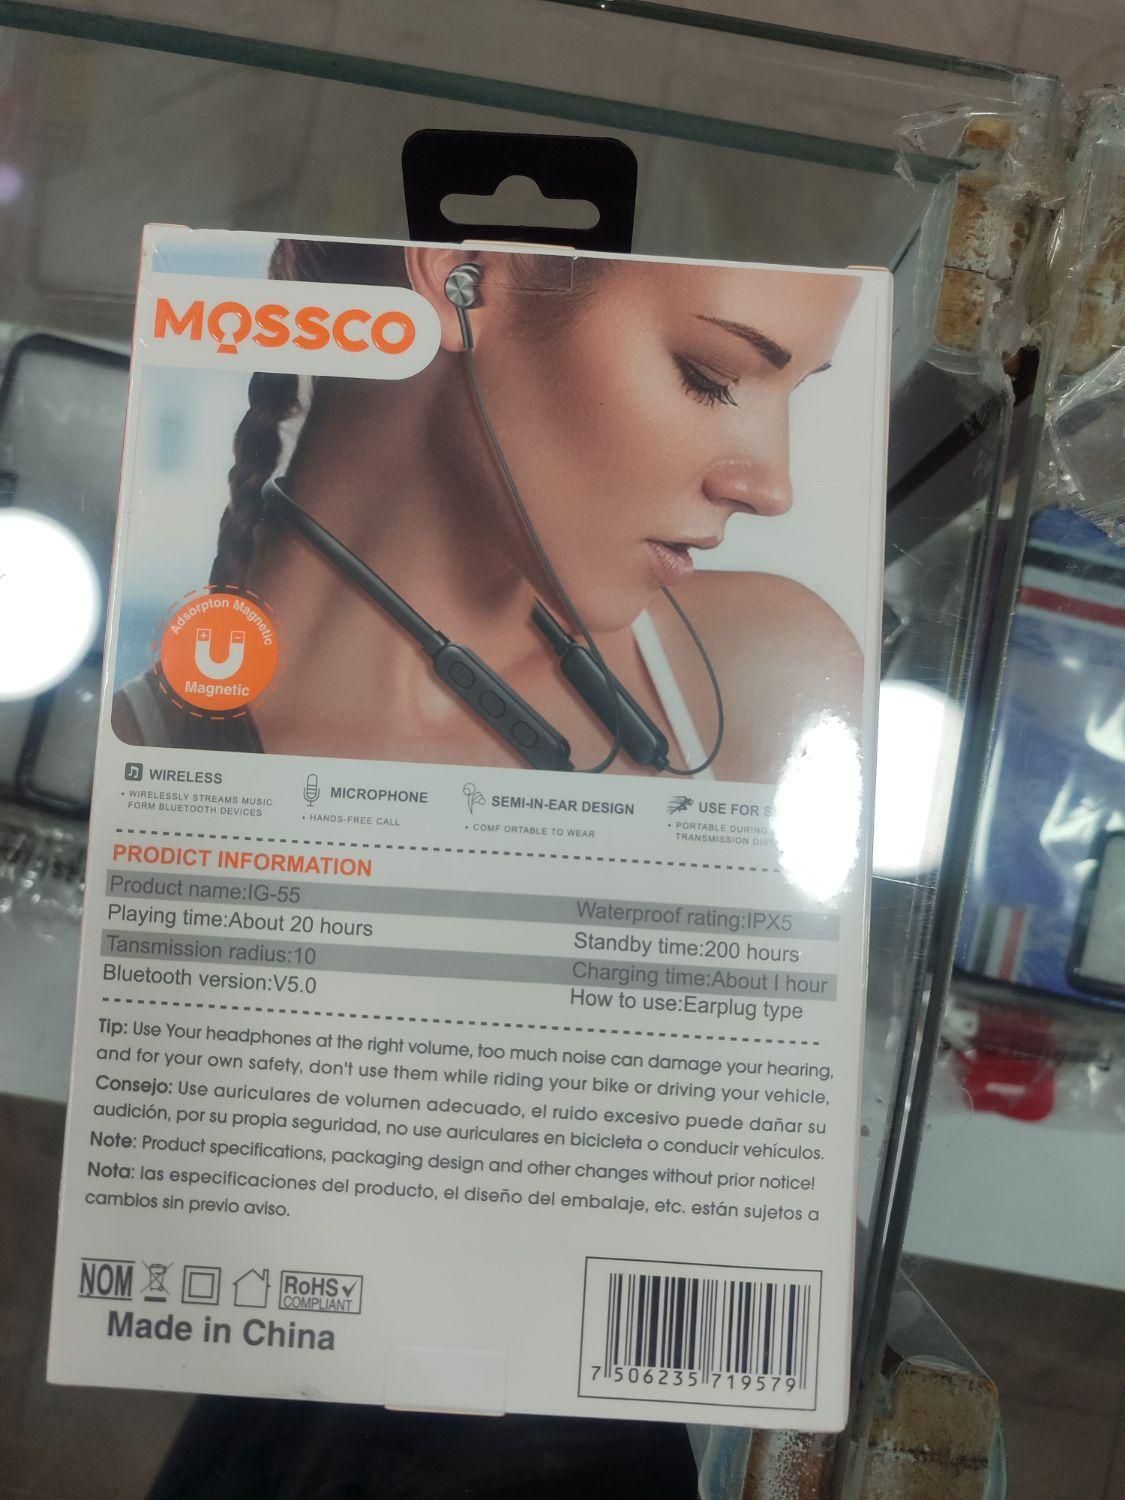 MOSSCO
Adsorpton Magnetic
Magnetic
WIRELESS
• WIRELESSLY STREAMS MUSIC
FORM BLUETOOTH DEVICES
MICROPHONE
• HANDS-FREE CALL
SEMI-IN-EAR DESIGN
• COMF ORTABLE TO WEAR
USE FOR
• PORTABLE DURING
TRANSMISSION
PRODICT INFORMATION
Product name:IG-55
Waterproof rating:IPX5
Playing time:About 20 hours
Standby time:200 hours
Tansmission radius:10
Charging time:About I hour
Bluetooth version:V5.0
How to use:Earplug type
Tip: Use Your headphones at the right volume, too much noise can damage your hearing,
and for your own safety, don't use them while riding your bike or driving your vehicle,
Consejo: Use auriculares de volumen adecuado, el ruido excesivo puede dañar su
audición, por su propia seguridad, no use auriculares en bicicleta o conducir vehículos.
Note: Product specifications, packaging design and other changes without prior notice!
Nota: las especificaciones del producto, el diseño del embalaje, etc. están sujetos a
cambios sin previo aviso.
NOM
RoHS
COMPLIANT
Made in China
7 506235 719579